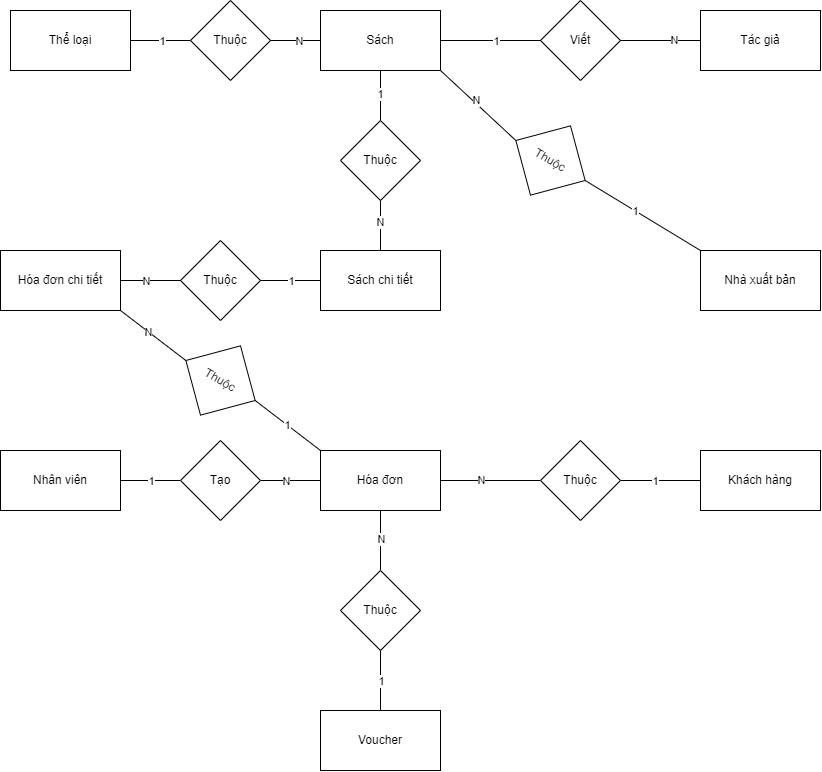 Thể loại
1
Thuộc
N
Sách
1
Viết
N
Tác giả
1
N
Thuộc
Thuộc
N
1
Hóa đơn chi tiết
N
Thuộc
1
Sách chi tiết
Nhà xuất bản
N
Thuộc
1
Nhân viên
1
Tạo
N
Hóa đơn
N
Thuộc
1
Khách hàng
N
Thuộc
1
Voucher